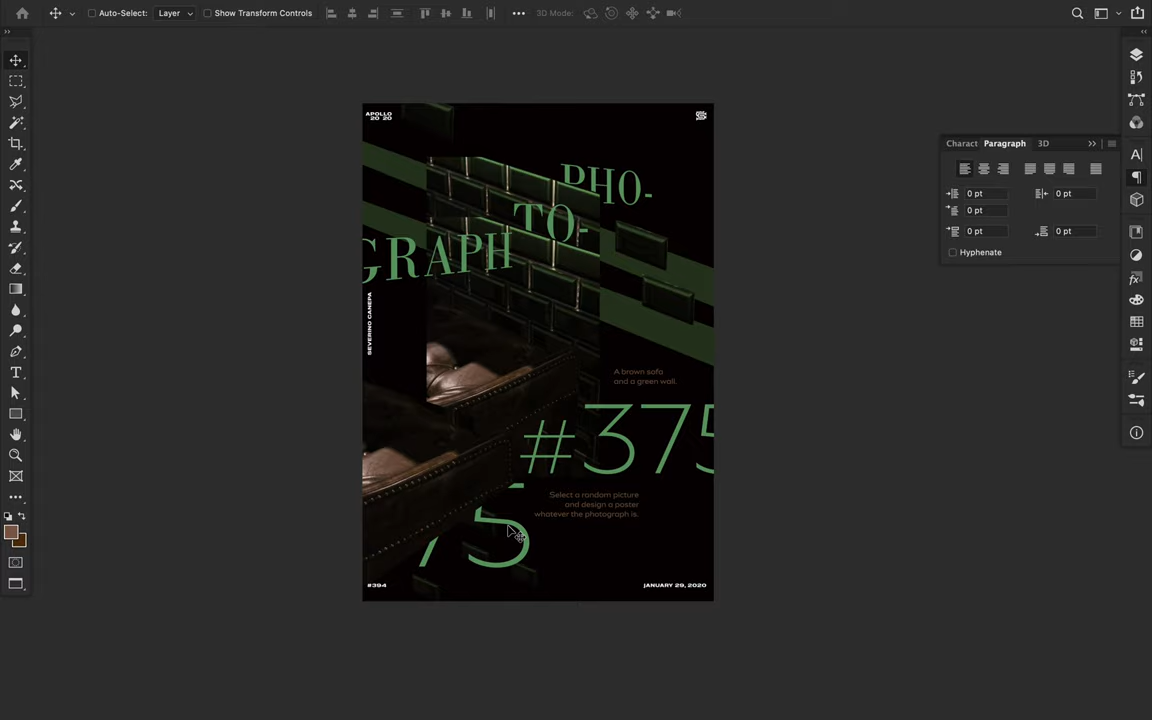 Auto-Select:
Layer
Show Transform Controls
3D Mode:
Charact
Paragraph
3D
0 pt
0 pt
0 pt
0 pt
0 pt
Hyphenate
APOLLO
20 20
PHO-
TO-
GRAPH
SEVERINO CANEPA
A brown sofa
and a green wall.
#375
Select a random picture
and design a poster
whatever the photograph is.
75
#394
JANUARY 29, 2020